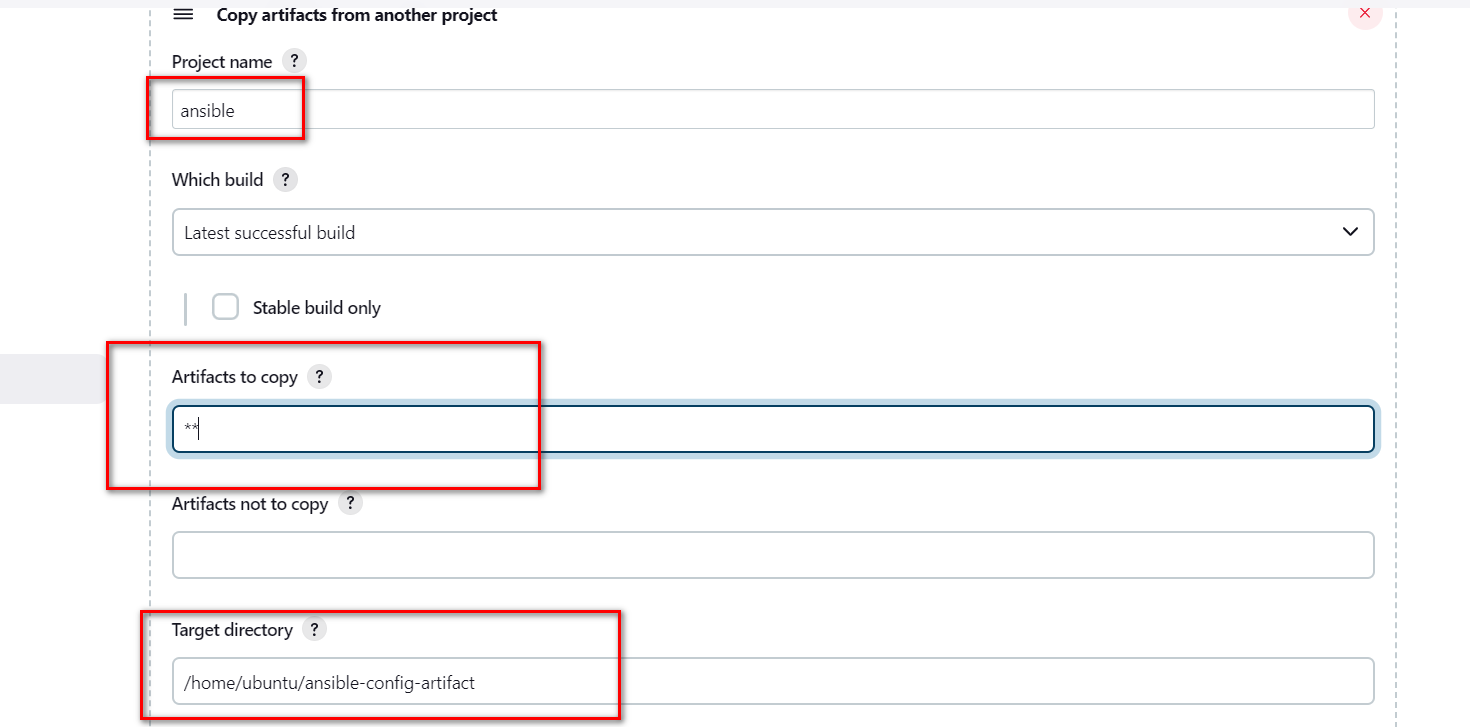 Copy artifacts from another project
Project name ?
ansible
Which build ?
Latest successful build
Stable build only
Artifacts to copy ?
**
Artifacts not to copy ?
Target directory ?
/home/ubuntu/ansible-config-artifact